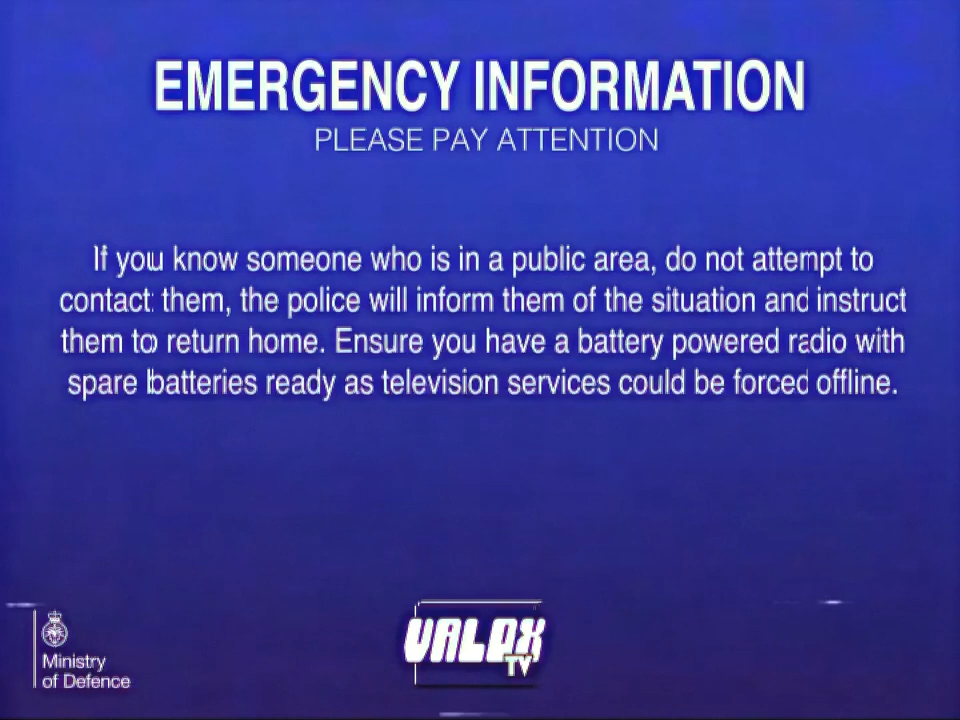 EMERGENCY INFORMATION
PLEASE PAY ATTENTION
If you know someone who is in a public area, do not attempt to
contact them, the police will inform them of the situation and instruct
them to return home. Ensure you have a battery powered radio with
spare batteries ready as television services could be forced offline.
Ministry
of Defence
VALOX
TV